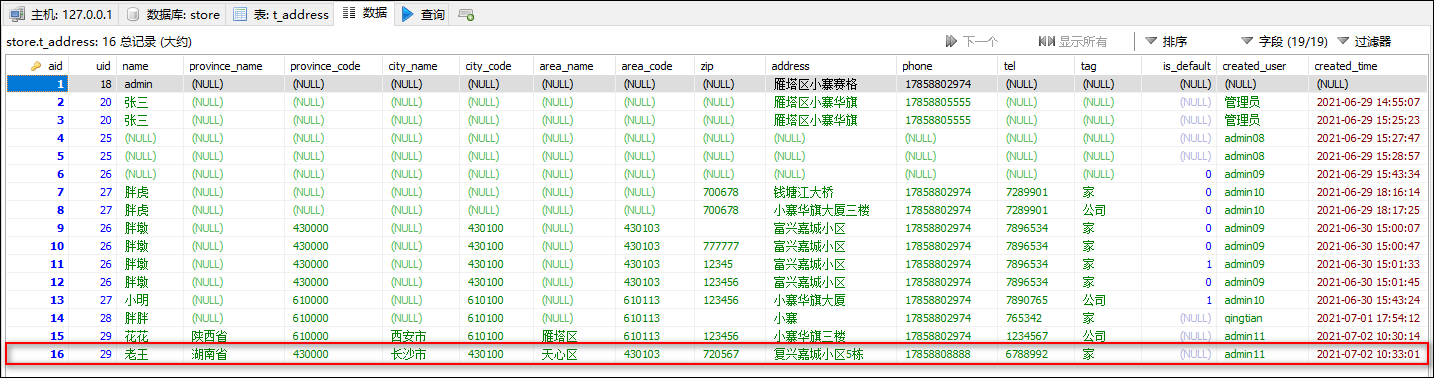 主机: 127.0.0.1 数据库: store 表: t_address 数据 查询
store.t_address: 16 总记录 (大约) 下一个 显示所有 排序 字段 (19/19) 过滤器
aid uid name province_name province_code city_name city_code area_name area_code zip address phone tel tag is_default created_user created_time
1 18 admin (NULL) (NULL) (NULL) (NULL) (NULL) (NULL) (NULL) 雁塔区小寨赛格 17858802974 (NULL) (NULL) (NULL) (NULL) (NULL)
2 20 张三 (NULL) (NULL) (NULL) (NULL) (NULL) (NULL) (NULL) 雁塔区小寨华旗 17858805555 (NULL) (NULL) (NULL) 管理员 2021-06-29 14:55:07
3 20 张三 (NULL) (NULL) (NULL) (NULL) (NULL) (NULL) (NULL) 雁塔区小寨华旗 17858805555 (NULL) (NULL) (NULL) 管理员 2021-06-29 15:25:23
4 25 (NULL) (NULL) (NULL) (NULL) (NULL) (NULL) (NULL) (NULL) (NULL) (NULL) (NULL) (NULL) (NULL) admin08 2021-06-29 15:27:47
5 25 (NULL) (NULL) (NULL) (NULL) (NULL) (NULL) (NULL) (NULL) (NULL) (NULL) (NULL) (NULL) (NULL) admin08 2021-06-29 15:28:57
6 26 (NULL) (NULL) (NULL) (NULL) (NULL) (NULL) (NULL) (NULL) (NULL) (NULL) (NULL) (NULL) 0 admin09 2021-06-29 15:43:34
7 27 胖虎 (NULL) (NULL) (NULL) (NULL) (NULL) (NULL) 700678 钱塘江大桥 17858802974 7289901 家 0 admin10 2021-06-29 18:16:14
8 27 胖虎 (NULL) (NULL) (NULL) (NULL) (NULL) (NULL) 700678 小寨华旗大厦三楼 17858802974 7289901 公司 0 admin10 2021-06-29 18:17:25
9 26 胖墩 (NULL) 430000 (NULL) 430100 (NULL) 430103 富兴嘉城小区 17858802974 7896534 家 0 admin09 2021-06-30 15:00:07
10 26 胖墩 (NULL) 430000 (NULL) 430100 (NULL) 430103 777777 富兴嘉城小区 17858802974 7896534 家 0 admin09 2021-06-30 15:00:47
11 26 胖墩 (NULL) 430000 (NULL) 430100 (NULL) 430103 12345 富兴嘉城小区 17858802974 7896534 家 1 admin09 2021-06-30 15:01:33
12 26 胖墩 (NULL) 430000 (NULL) 430100 (NULL) 430103 123456 富兴嘉城小区 17858802974 7896534 家 0 admin09 2021-06-30 15:01:45
13 27 小明 (NULL) 610000 (NULL) 610100 (NULL) 610113 123456 小寨华旗大厦 17858802974 7890765 公司 1 admin10 2021-06-30 15:43:24
14 28 胖胖 (NULL) 610000 (NULL) 610100 (NULL) 610113 小寨 17858802974 765342 家 (NULL) qingtian 2021-07-01 17:54:12
15 29 花花 陕西省 610000 西安市 610100 雁塔区 610113 123456 小寨华旗三楼 17858802974 1234567 公司 (NULL) admin11 2021-07-02 10:30:14
16 29 老王 湖南省 430000 长沙市 430100 天心区 430103 720567 复兴嘉城小区5栋 17858808888 6788992 家 (NULL) admin11 2021-07-02 10:33:01